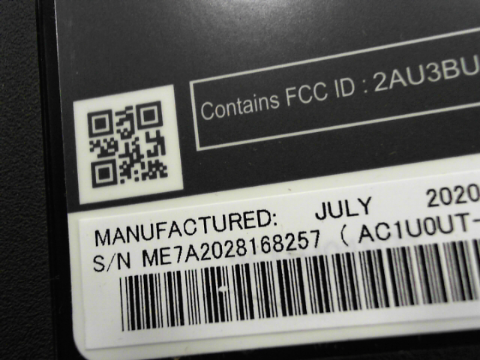 Contains FCC ID : 2AU3BU
MANUFACTURED: JULY 2020
S/N ME7A2028168257 ( AC1U0UT-